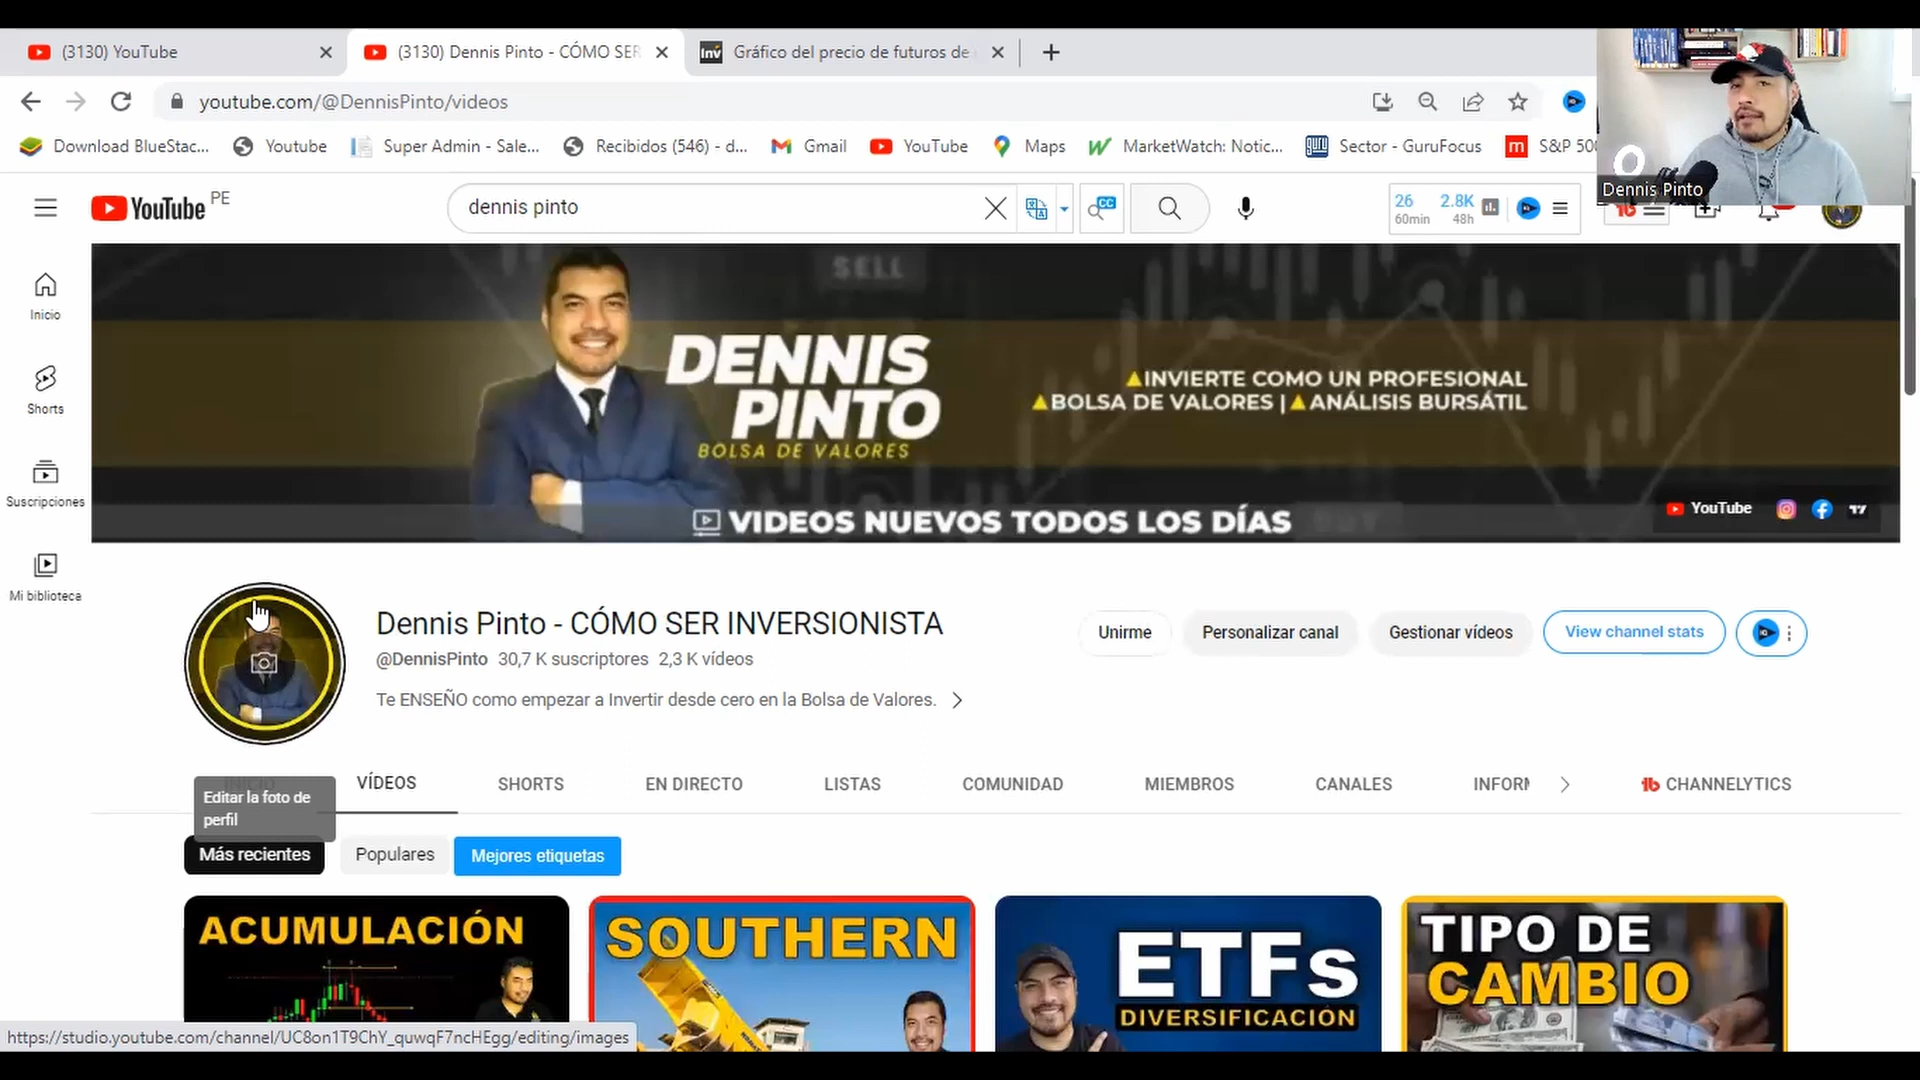 (3130) YouTube
(3130) Dennis Pinto - CÓMO SER
Inv
Gráfico del precio de futuros de
youtube.com/@DennisPinto/videos
Download BlueStac...
Youtube
Super Admin - Sale...
Recibidos (546) - d...
Gmail
YouTube
Maps
MarketWatch: Notic...
guru
Sector - GuruFocus
m
S&P 500
Dennis Pinto
YouTube PE
dennis pinto
CC
26
60min
2.8K
48h
Inicio
Shorts
Suscripciones
Mi biblioteca
SELL
DENNIS
PINTO
BOLSA DE VALORES
INVIERTE COMO UN PROFESIONAL
BOLSA DE VALORES | ANÁLISIS BURSÁTIL
VIDEOS NUEVOS TODOS LOS DÍAS
YouTube
Dennis Pinto - CÓMO SER INVERSIONISTA
@DennisPinto 30,7 K suscriptores 2,3 K vídeos
Te ENSEÑO como empezar a Invertir desde cero en la Bolsa de Valores.
Unirme
Personalizar canal
Gestionar vídeos
View channel stats
INICIO
VÍDEOS
SHORTS
EN DIRECTO
LISTAS
COMUNIDAD
MIEMBROS
CANALES
INFORM
CHANNELYTICS
Editar la foto de
perfil
Más recientes
Populares
Mejores etiquetas
ACUMULACIÓN
SOUTHERN
ETFs
DIVERSIFICACIÓN
TIPO DE
CAMBIO
https://studio.youtube.com/channel/UC8on1T9ChY_quwqF7ncHEgg/editing/images